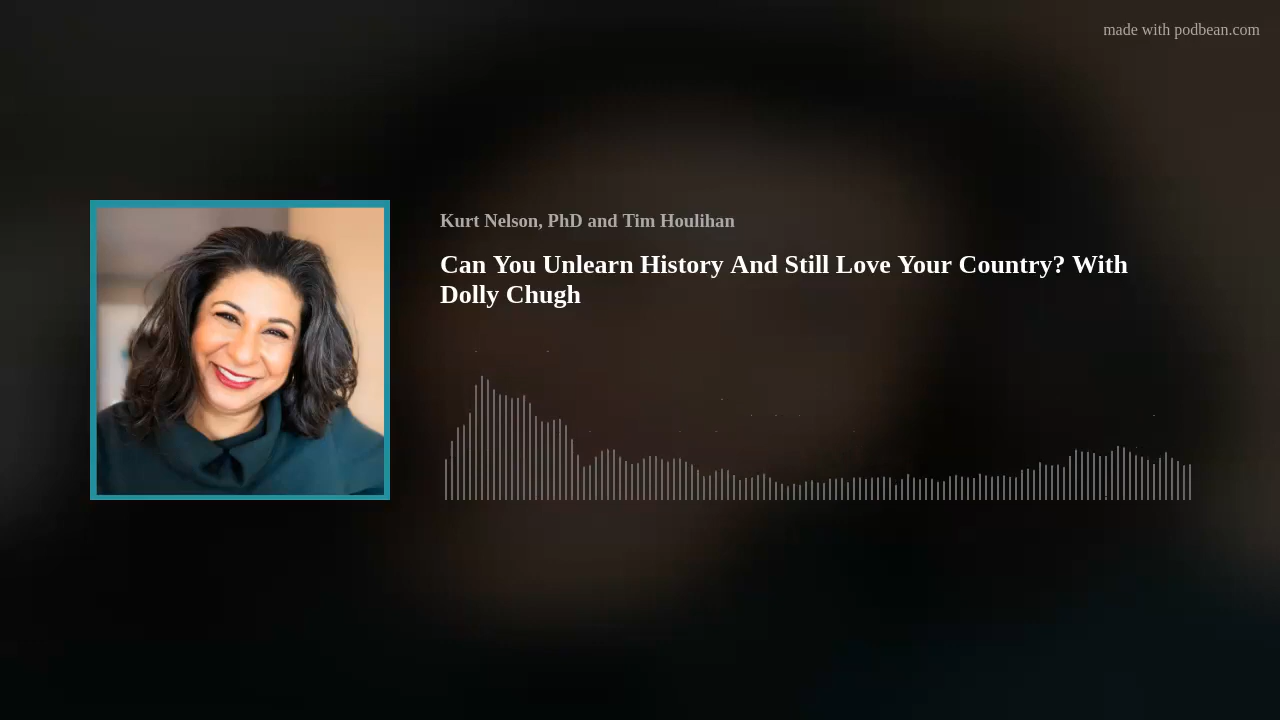 made with podbean.com
Kurt Nelson, PhD and Tim Houlihan
Can You Unlearn History And Still Love Your Country? With
Dolly Chugh